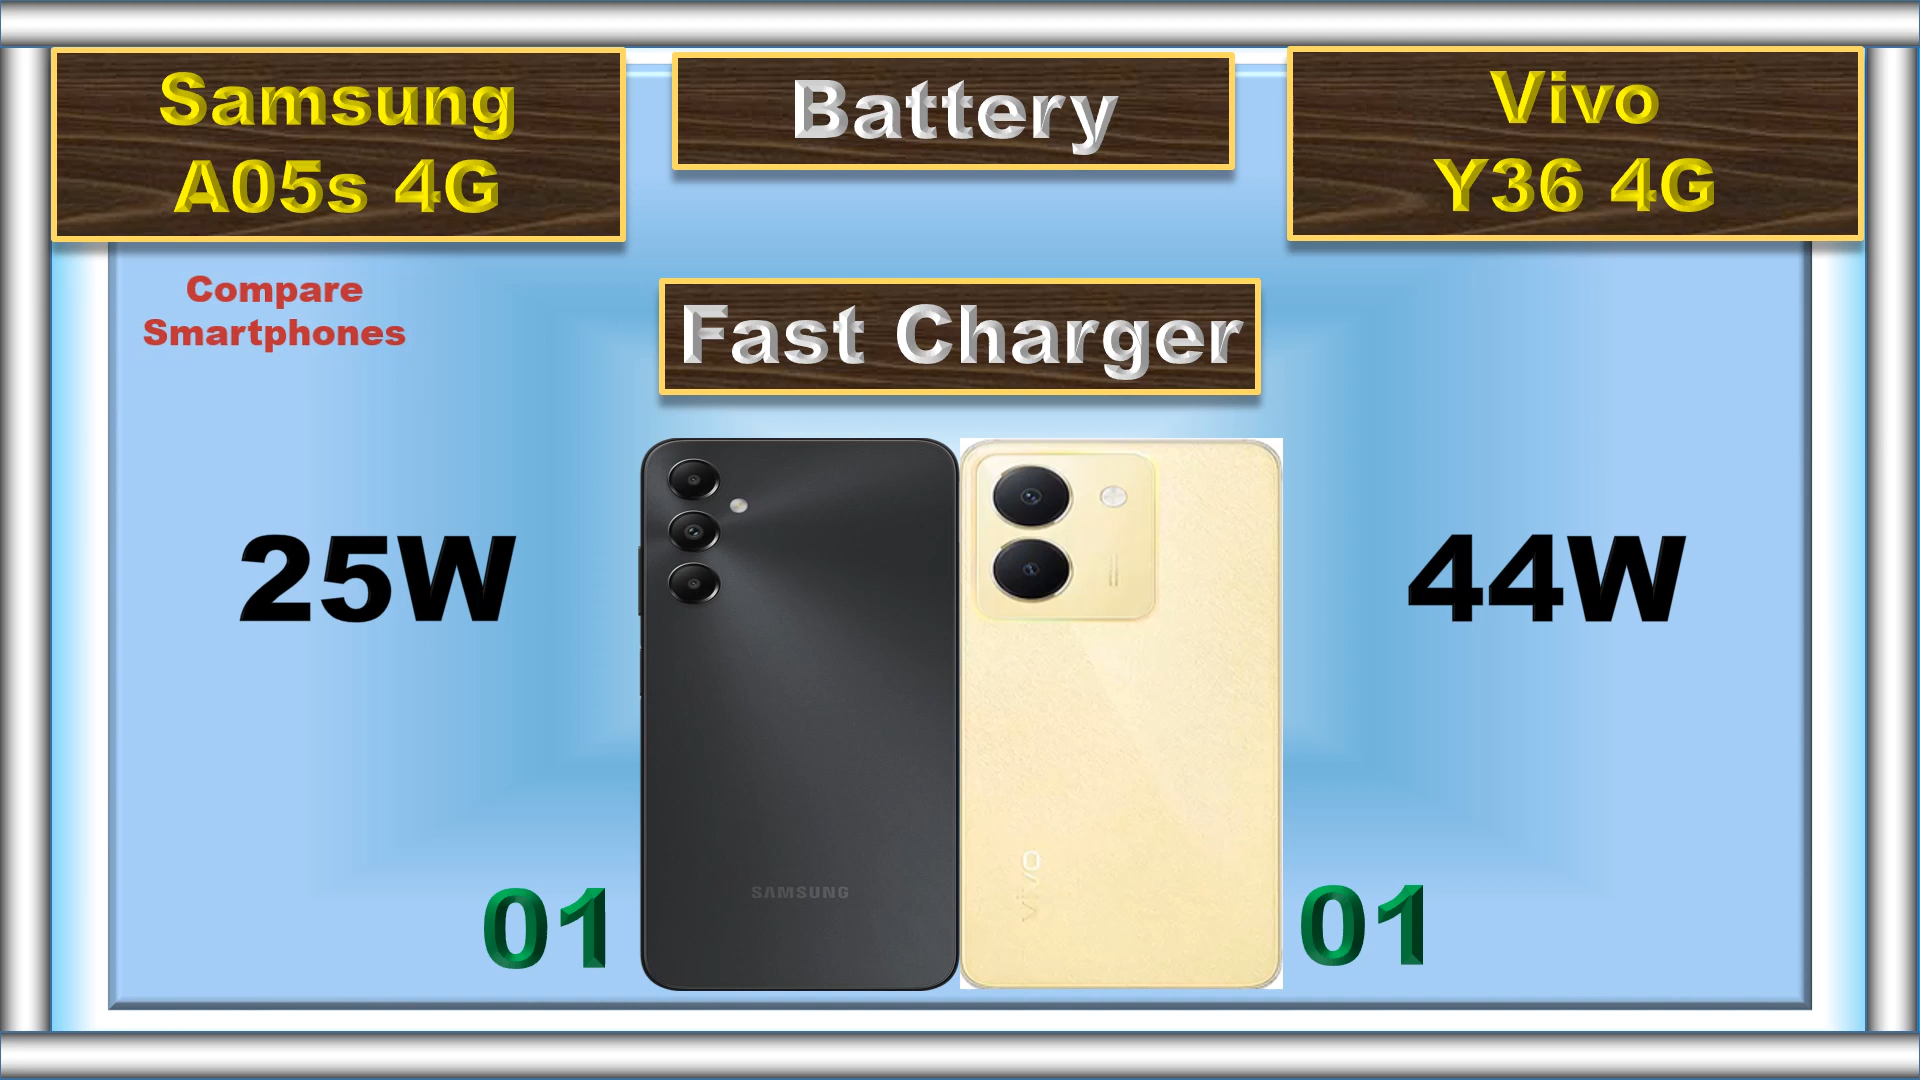 Samsung
A05s 4G
Battery
Vivo
Y36 4G
Compare
Smartphones
Fast Charger
25W
44W
SAMSUNG
vivo
01
01